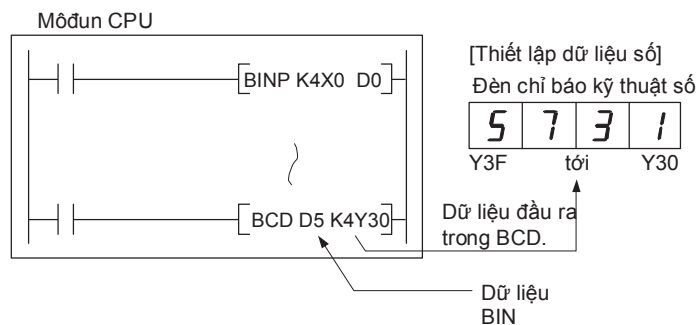 Môđun CPU
BINP K4X0 D0
BCD D5 K4Y30
[Thiết lập dữ liệu số]
Đèn chỉ báo kỹ thuật số
5 7 3 1
Y3F tới Y30
Dữ liệu đầu ra
trong BCD.
Dữ liệu
BIN